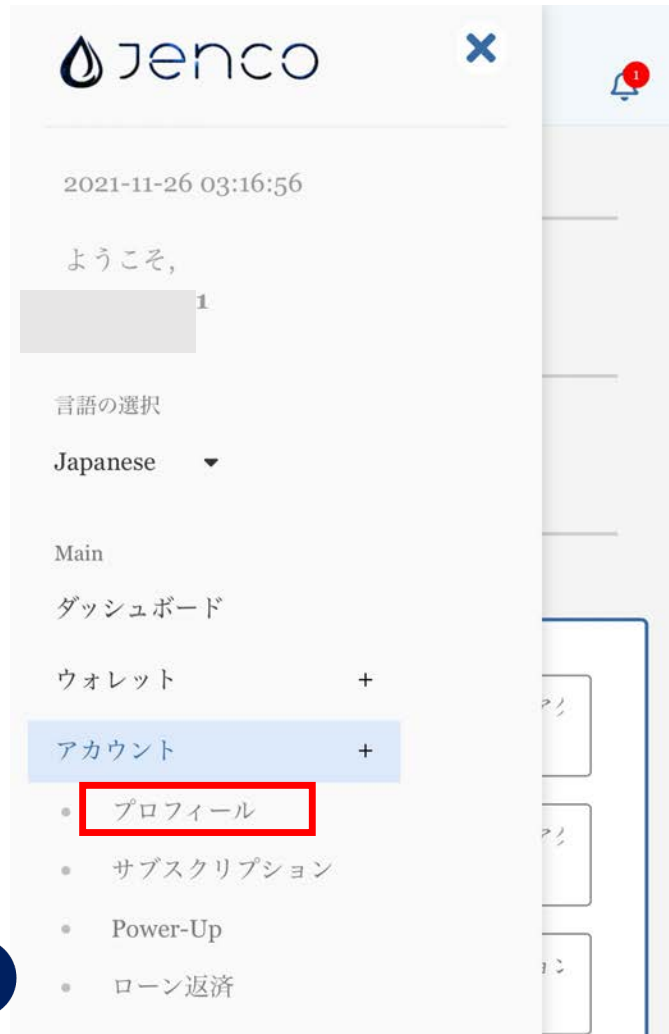 Jenco
1
2021-11-26 03:16:56
ようこそ,
1
言語の選択
Japanese
Main
ダッシュボード
ウォレット +
アカウント +
プロフィール
サブスクリプション
Power-Up
ローン返済